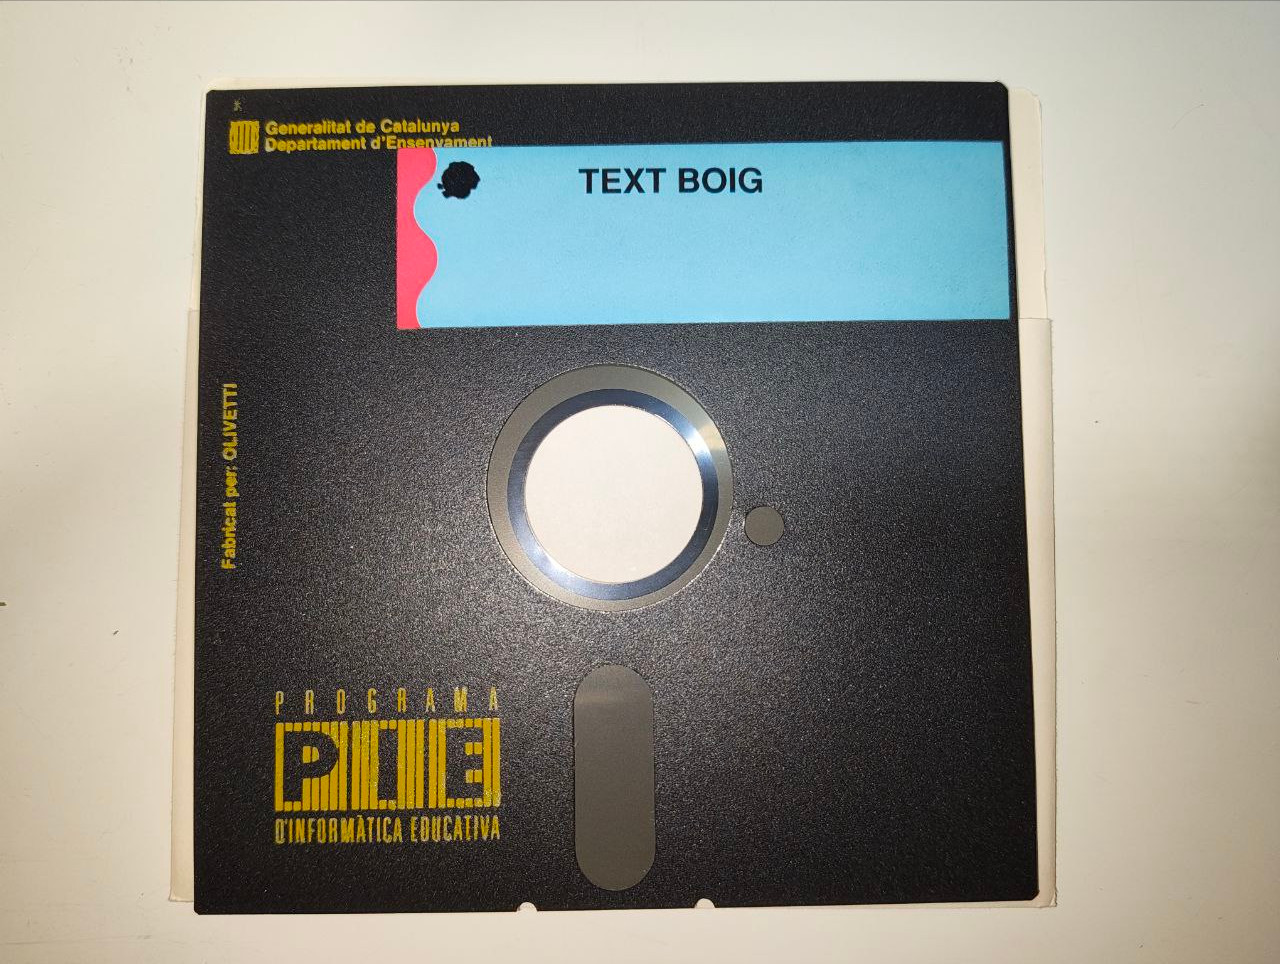 Generalitat de Catalunya
Departament d'Ensenyament
TEXT BOIG
Fabricat per: OLIVETTI
PROGRAMA
PIE
D'INFORMÀTICA EDUCATIVA